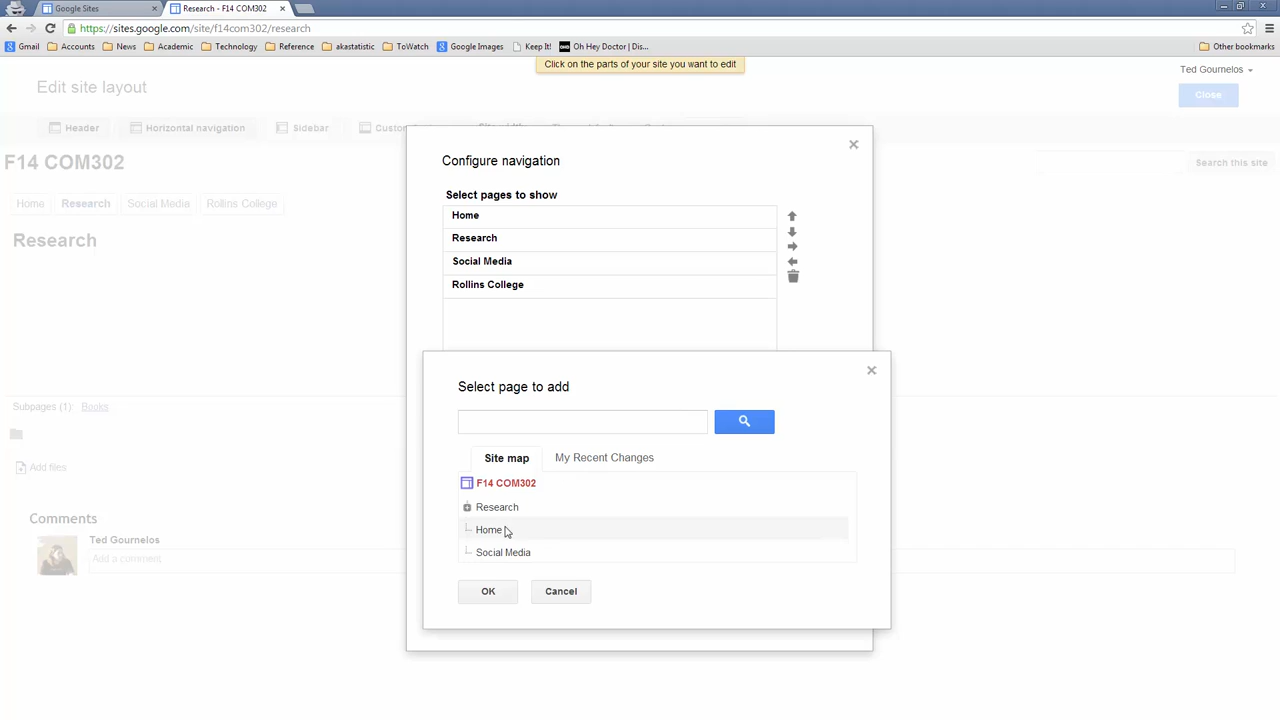 Google Sites
Research - F14 COM302
https://sites.google.com/site/f14com302/research
Gmail Accounts News Academic Technology Reference akastatistic ToWatch Google Images Keep It! Oh Hey Doctor | Dis... Other bookmarks
Click on the parts of your site you want to edit
Ted Gournelos
Edit site layout
Close
Header Horizontal navigation Sidebar
F14 COM302
Search this site
Home Research Social Media Rollins College
Research
Configure navigation
Select pages to show
Home
Research
Social Media
Rollins College
Select page to add
Site map My Recent Changes
F14 COM302
Research
Home
Social Media
OK Cancel
Subpages (1): Books
Add files
Comments
Ted Gournelos
Add a comment